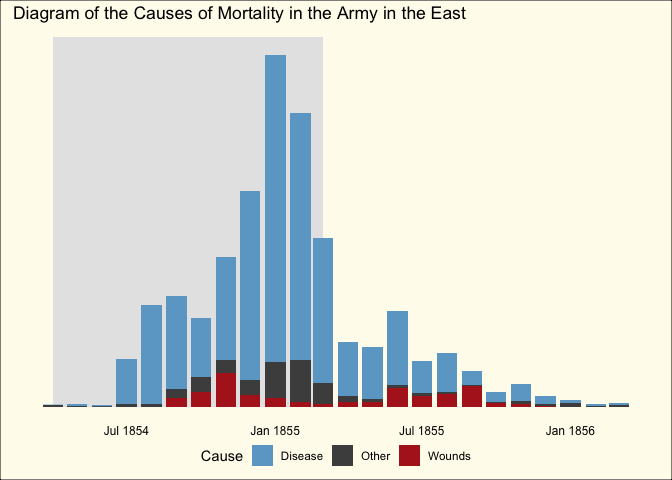 Diagram of the Causes of Mortality in the Army in the East
Jul 1854 Jan 1855 Jul 1855 Jan 1856
Cause Disease Other Wounds